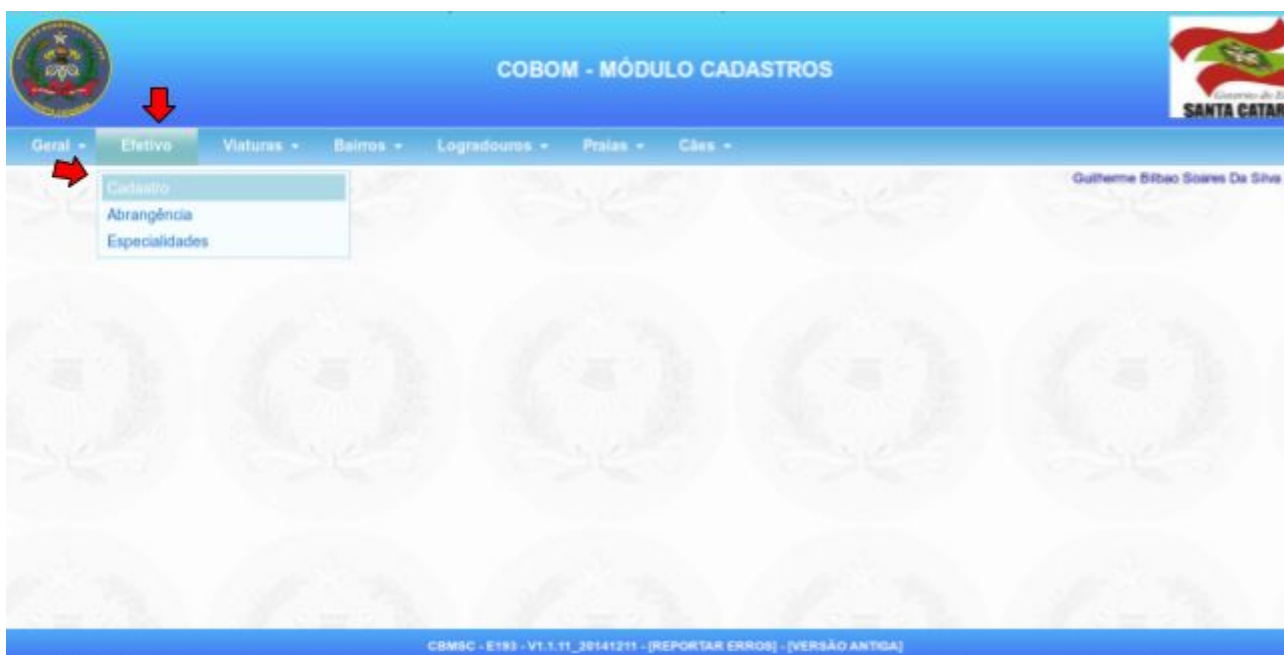 COBOM - MÓDULO CADASTROS
SANTA CATAR
Geral Efetivo Viaturas Bairros Logradouros Praias Cães
Guilherme Bilbao Soares Da Silva
Cadastro
Abrangência
Especialidades
CBMSC - E193 - V1.1.11_20141211 - [REPORTAR ERROS] - [VERSÃO ANTIGA]